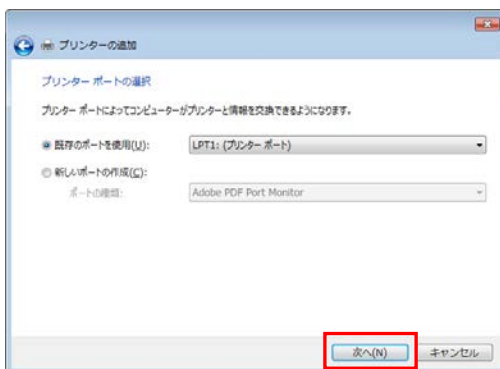 プリンターの追加
プリンター ポートの選択
プリンター ポートによってコンピューターがプリンターと情報を交換できるようになります。
既存のポートを使用(U): LPT1: (プリンター ポート)
新しいポートの作成(C):
ポートの種類: Adobe PDF Port Monitor
次へ(N) キャンセル